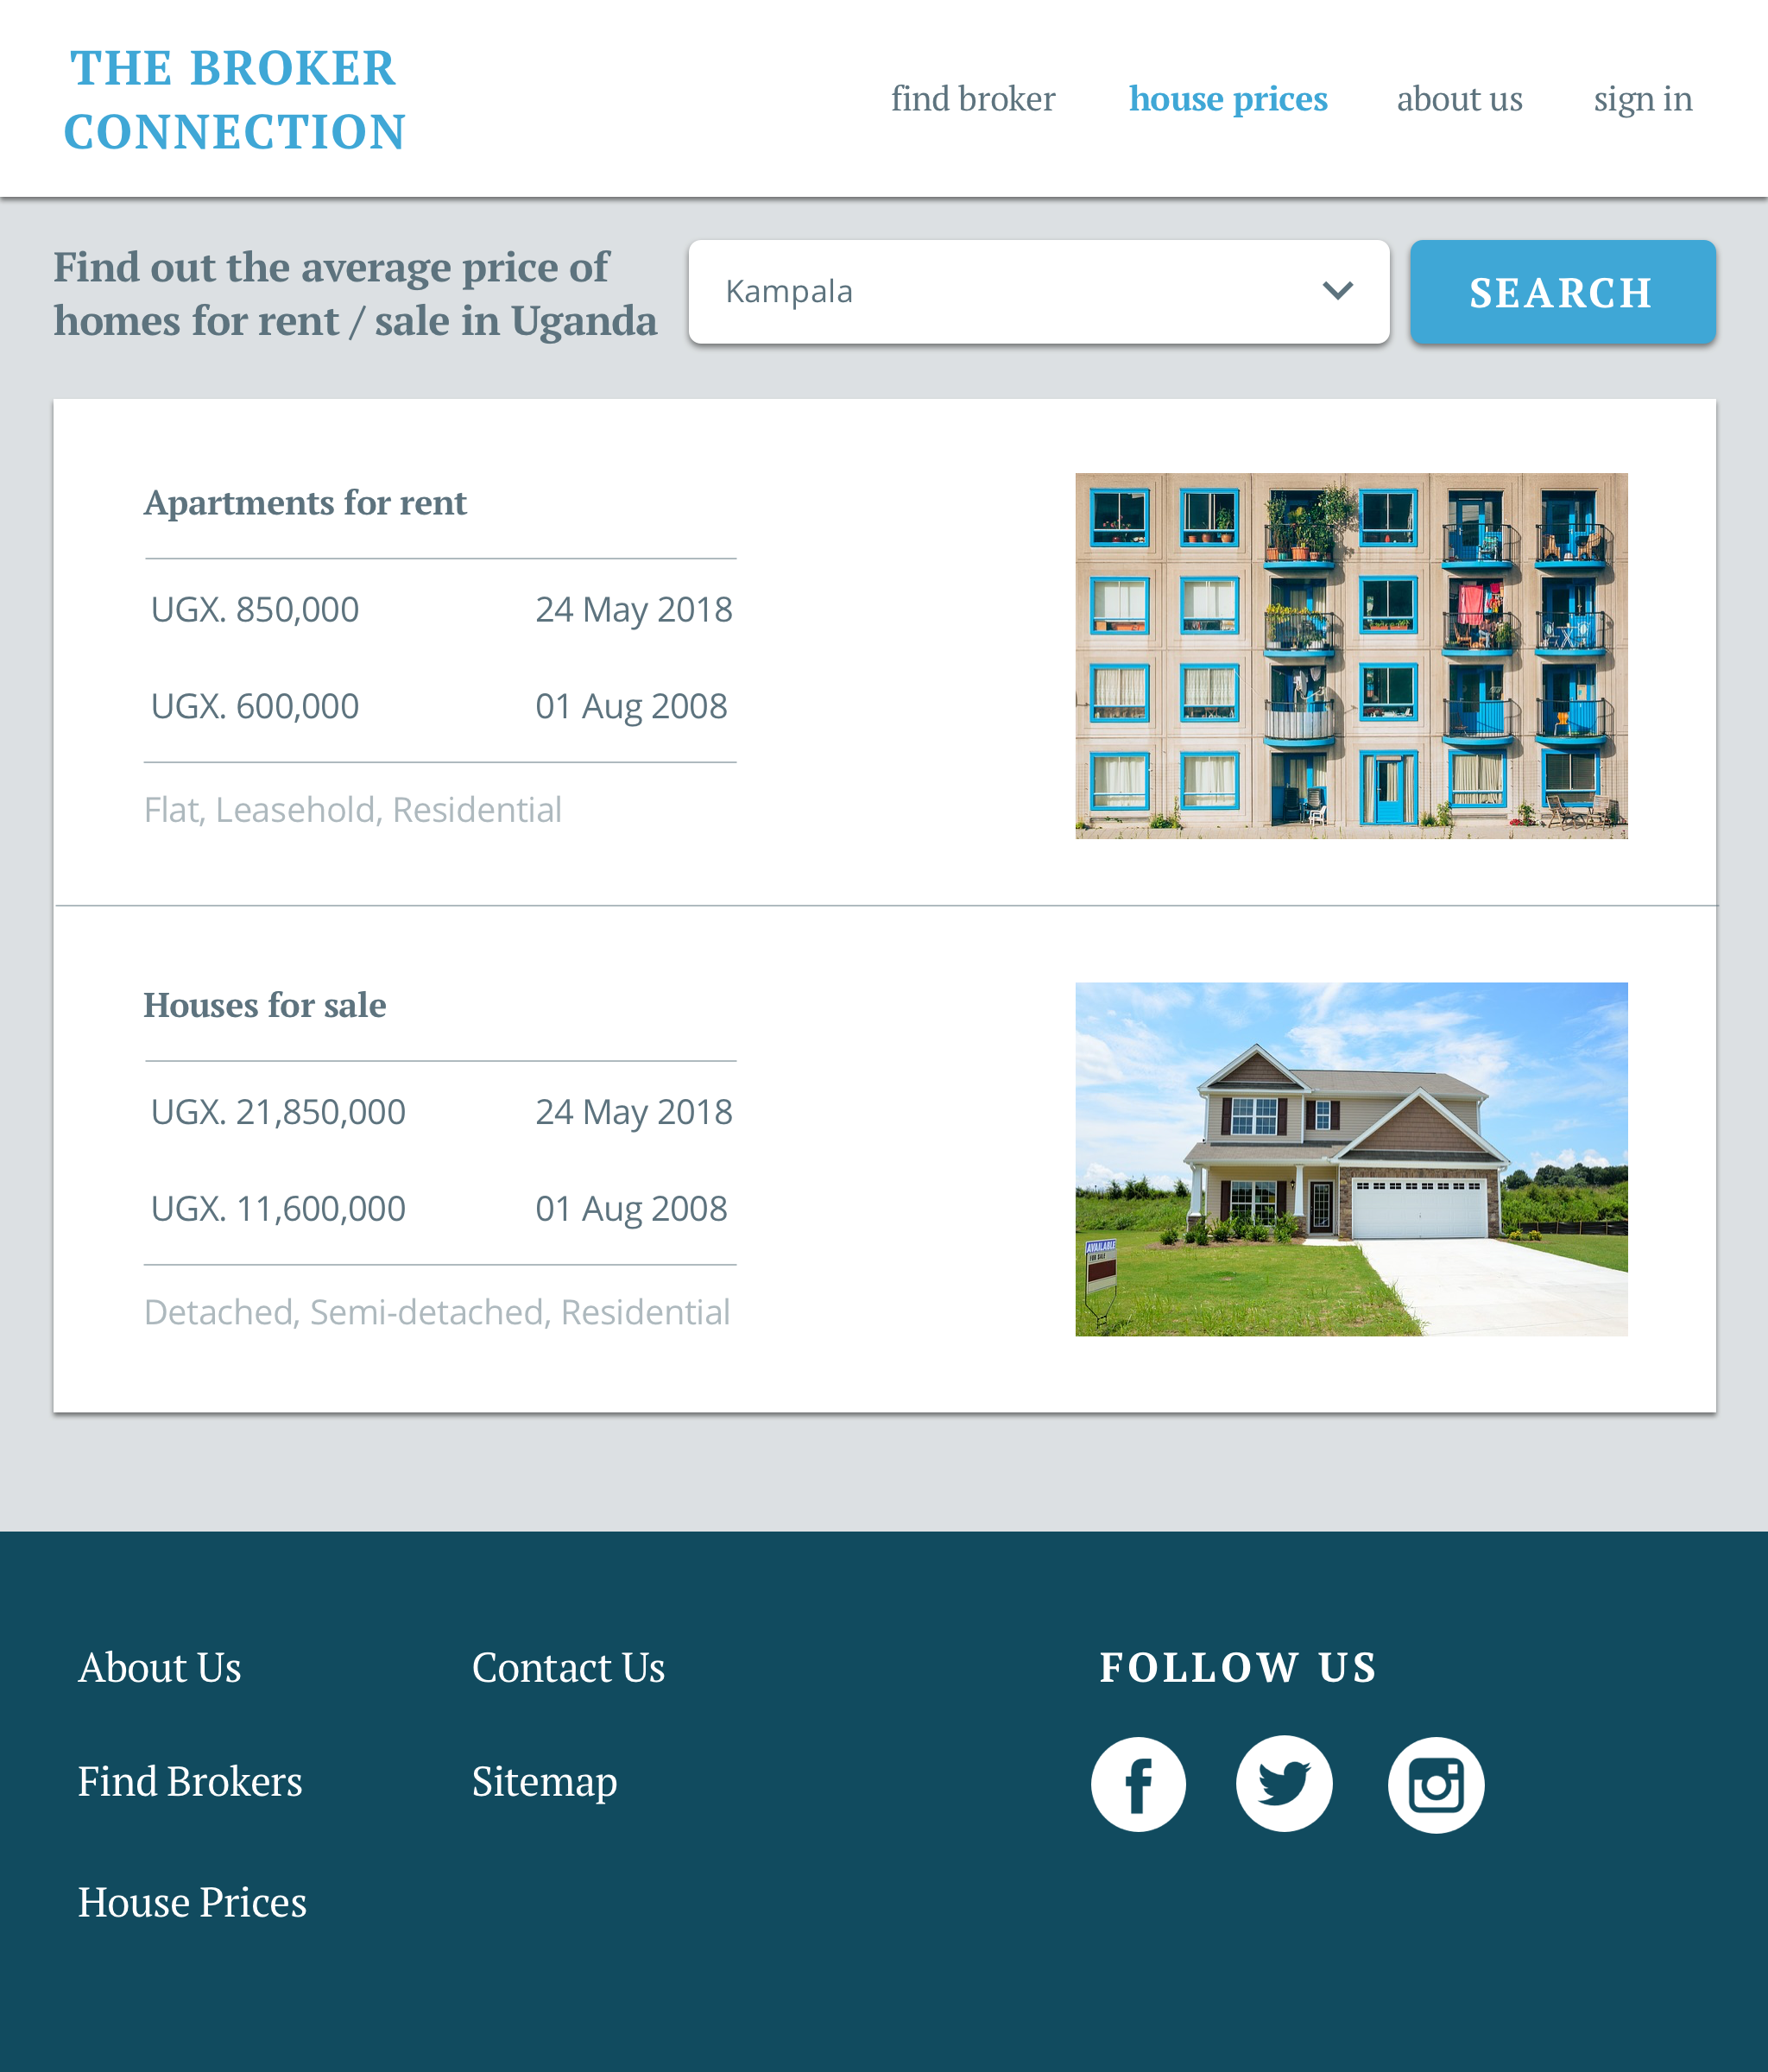 THE BROKER
CONNECTION
find broker house prices about us sign in
Find out the average price of
homes for rent / sale in Uganda
Kampala
SEARCH
Apartments for rent
UGX. 850,000 24 May 2018
UGX. 600,000 01 Aug 2008
Flat, Leasehold, Residential
Houses for sale
UGX. 21,850,000 24 May 2018
UGX. 11,600,000 01 Aug 2008
AVAILABLE
FOR SALE
Detached, Semi-detached, Residential
About Us Contact Us FOLLOW US
Find Brokers Sitemap
House Prices